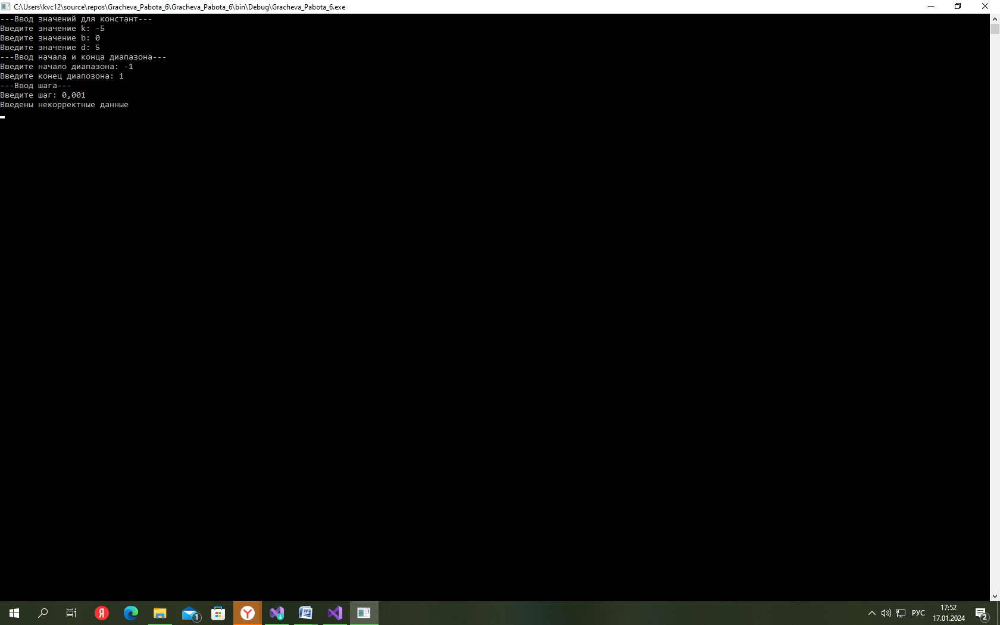 C:\Users\kvc12\source\repos\Gracheva_Pabota_6\Gracheva_Pabota_6\bin\Debug\Gracheva_Pabota_6.exe
---Ввод значений для констант---
Введите значение k: -5
Введите значение b: 0
Введите значение d: 5
---Ввод начала и конца диапазона---
Введите начало диапазона: -1
Введите конец диапозона: 1
---Ввод шага---
Введите шаг: 0,001
Введены некорректные данные
Я
1
Y
W
РУС
17:52
17.01.2024
2